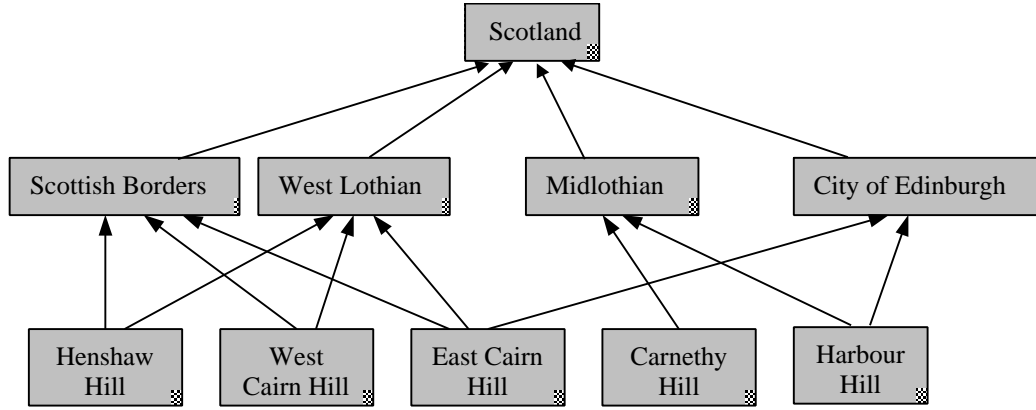 Scotland
Scottish Borders
West Lothian
Midlothian
City of Edinburgh
Henshaw
Hill
West
Cairn Hill
East Cairn
Hill
Carnethy
Hill
Harbour
Hill